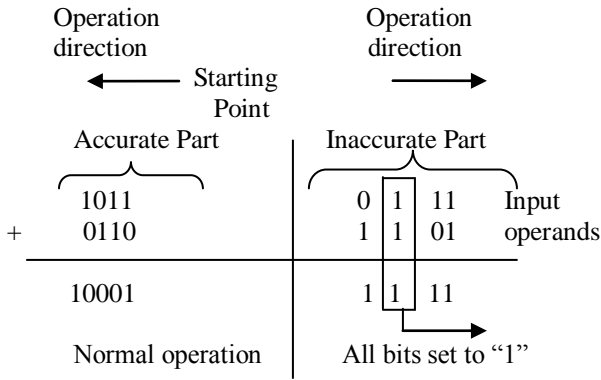 Operation direction
Operation direction
Starting Point
Accurate Part
Inaccurate Part
1011
0 1 11
Input operands
+ 0110
1 1 01
10001
1 1 11
Normal operation
All bits set to “1”